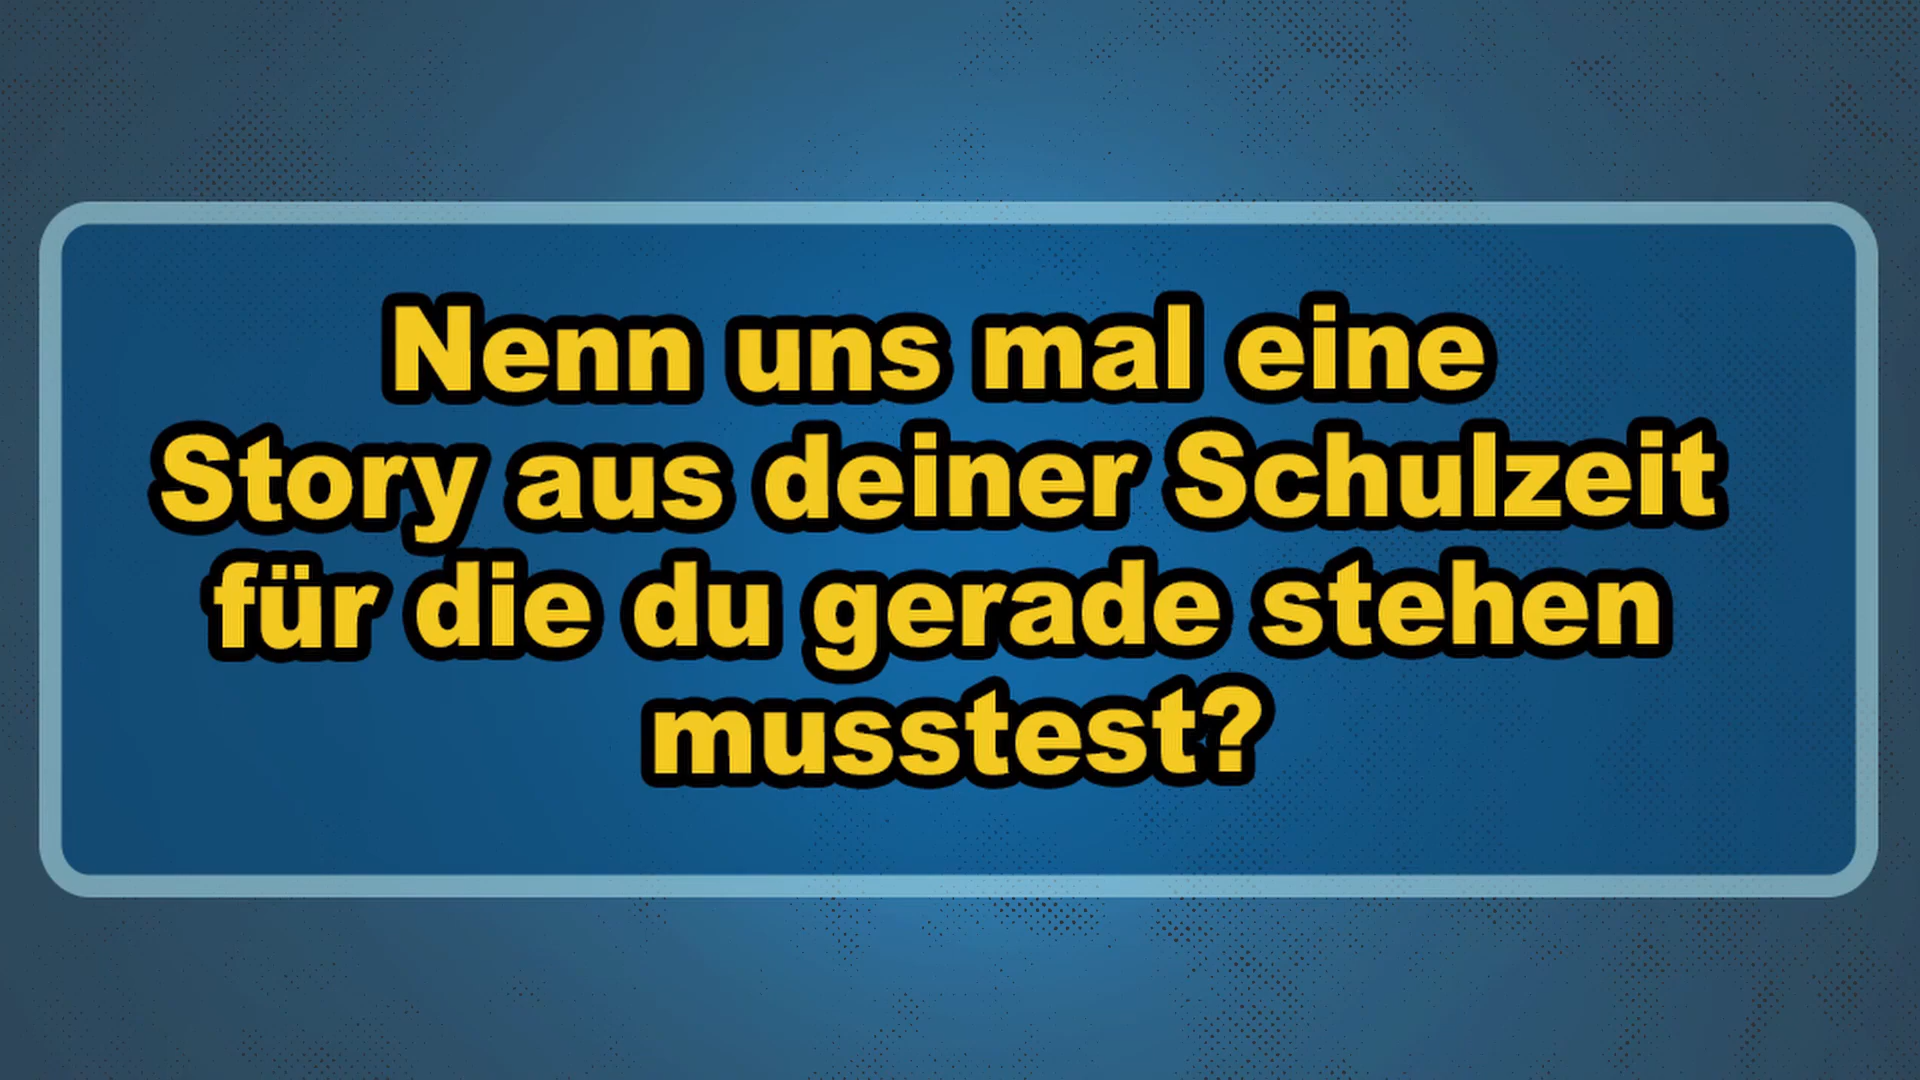 Nenn uns mal eine
Story aus deiner Schulzeit
für die du gerade stehen
musstest?